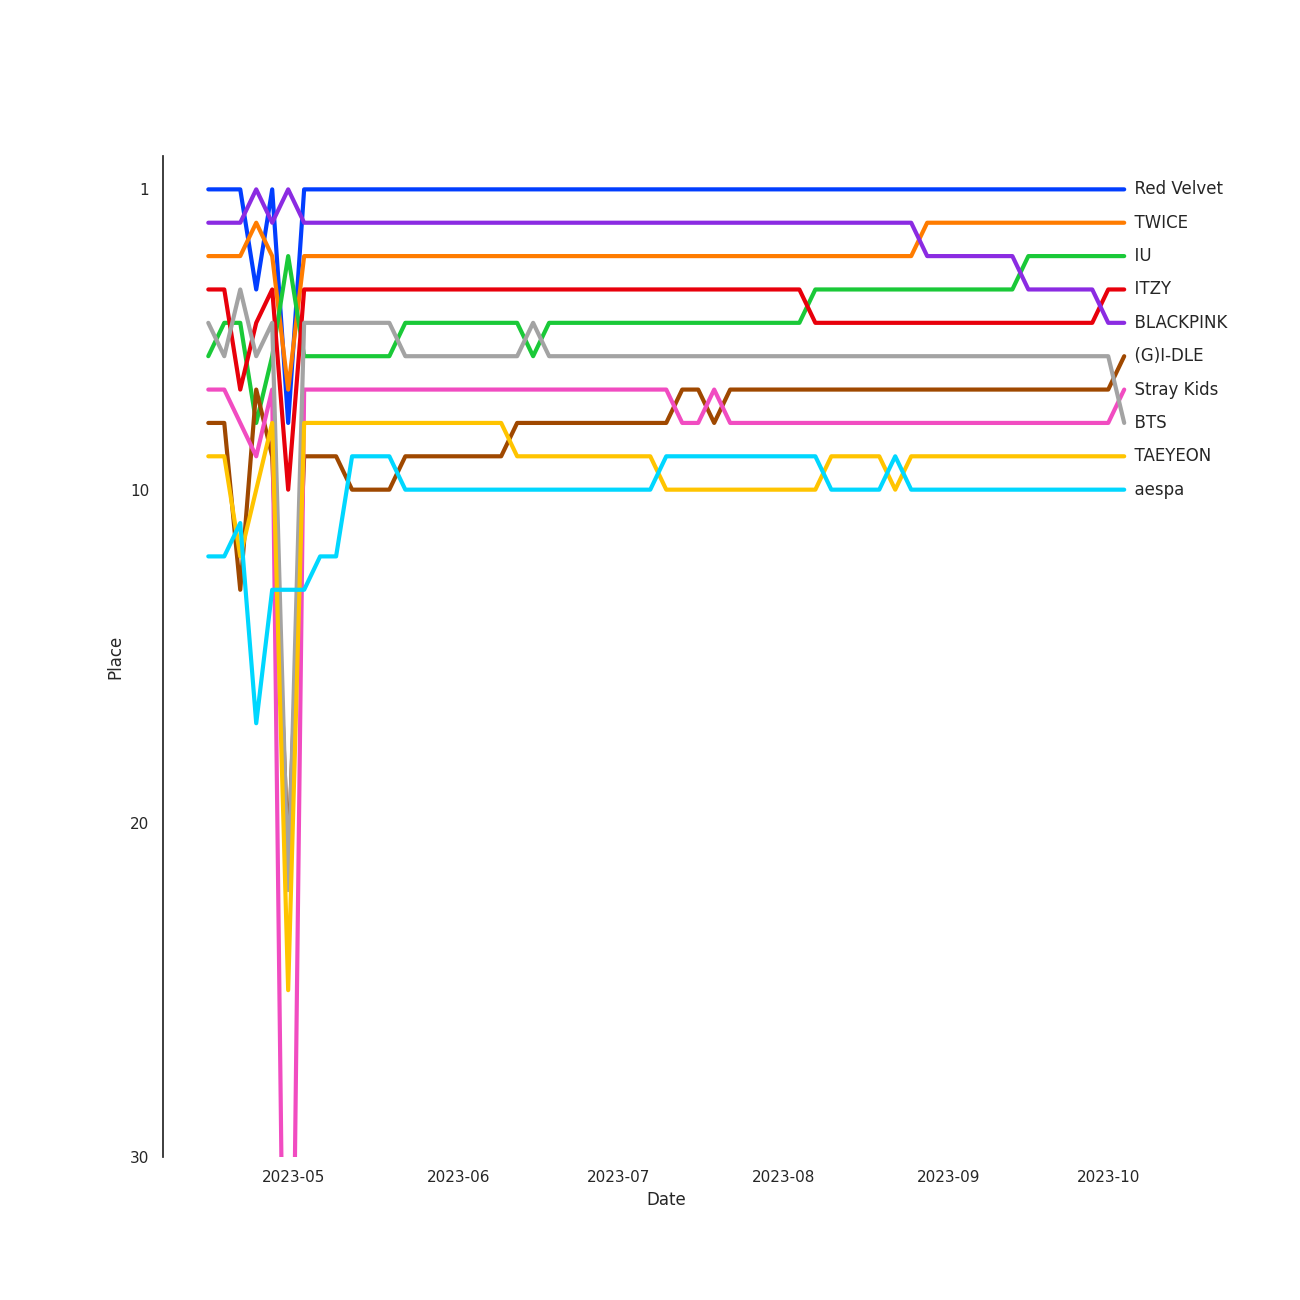 1
10
20
30
Place
2023-05
2023-06
2023-07
2023-08
2023-09
2023-10
Date
Red Velvet
TWICE
IU
ITZY
BLACKPINK
(G)I-DLE
Stray Kids
BTS
TAEYEON
aespa